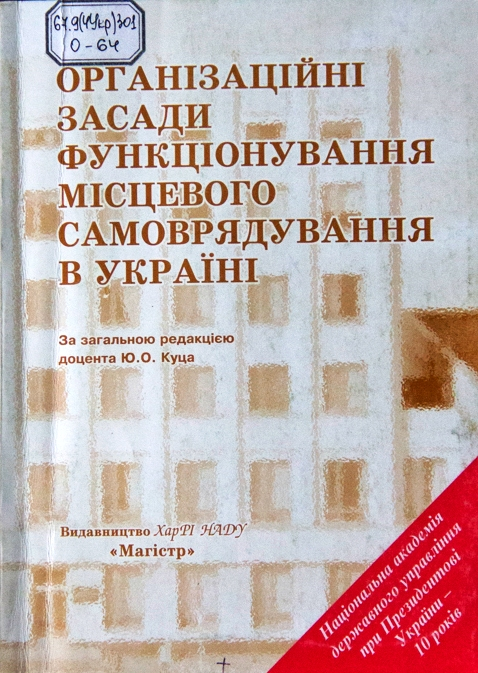 67.9(4Укр)301
О-64
ОРГАНІЗАЦІЙНІ
ЗАСАДИ
ФУНКЦІОНУВАННЯ
МІСЦЕВОГО
САМОВРЯДУВАННЯ
В УКРАЇНІ
За загальною редакцією
доцента Ю.О. Куца
Видавництво ХарРІ НАДУ
«Магістр»
Національна академія
державного управління
при Президентові
України –
10 років